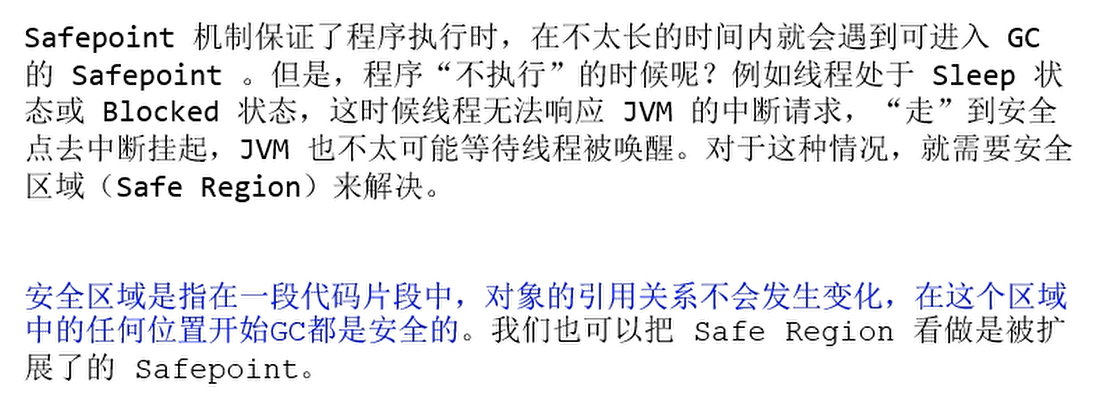 Safepoint 机制保证了程序执行时，在不太长的时间内就会遇到可进入 GC
的 Safepoint 。但是，程序“不执行”的时候呢？例如线程处于 Sleep 状
态或 Blocked 状态，这时候线程无法响应 JVM 的中断请求，“走”到安全
点去中断挂起，JVM 也不太可能等待线程被唤醒。对于这种情况，就需要安全
区域（Safe Region）来解决。
安全区域是指在一段代码片段中，对象的引用关系不会发生变化，在这个区域
中的任何位置开始GC都是安全的。我们也可以把 Safe Region 看做是被扩
展了的 Safepoint。